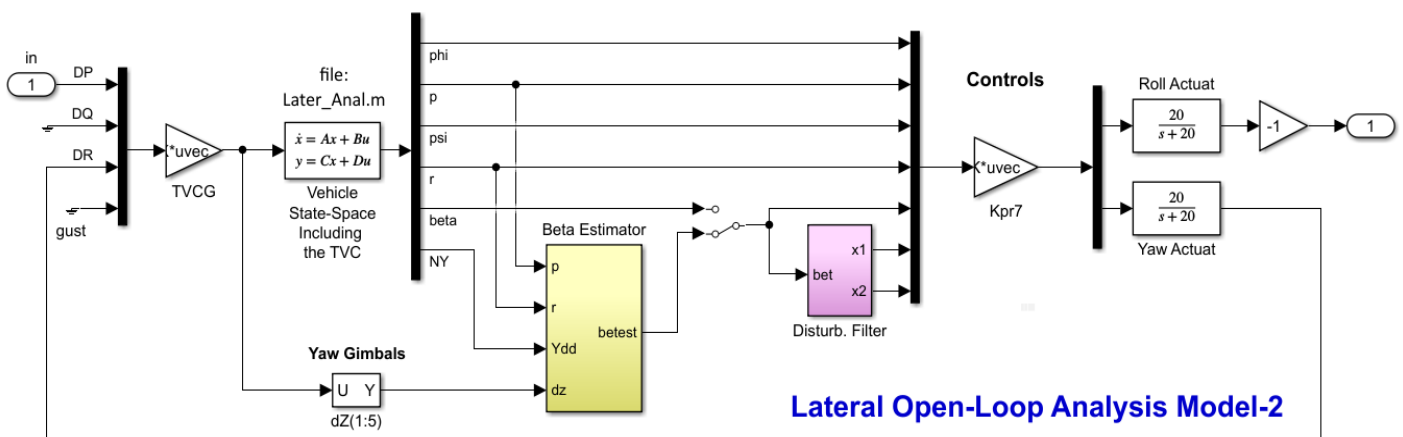 in
1
DP
DQ
DR
gust
*uvec
TVCG
file:
Later_Anal.m
ẋ = Ax + Bu
y = Cx + Du
Vehicle
State-Space
Including
the TVC
phi
p
psi
r
beta
NY
Yaw Gimbals
U Y
dZ(1:5)
Beta Estimator
p
r
Ydd
dz
betest
bet
x1
x2
Disturb. Filter
Controls
*uvec
Kpr7
Roll Actuat
20
s + 20
-1
1
20
s + 20
Yaw Actuat
Lateral Open-Loop Analysis Model-2